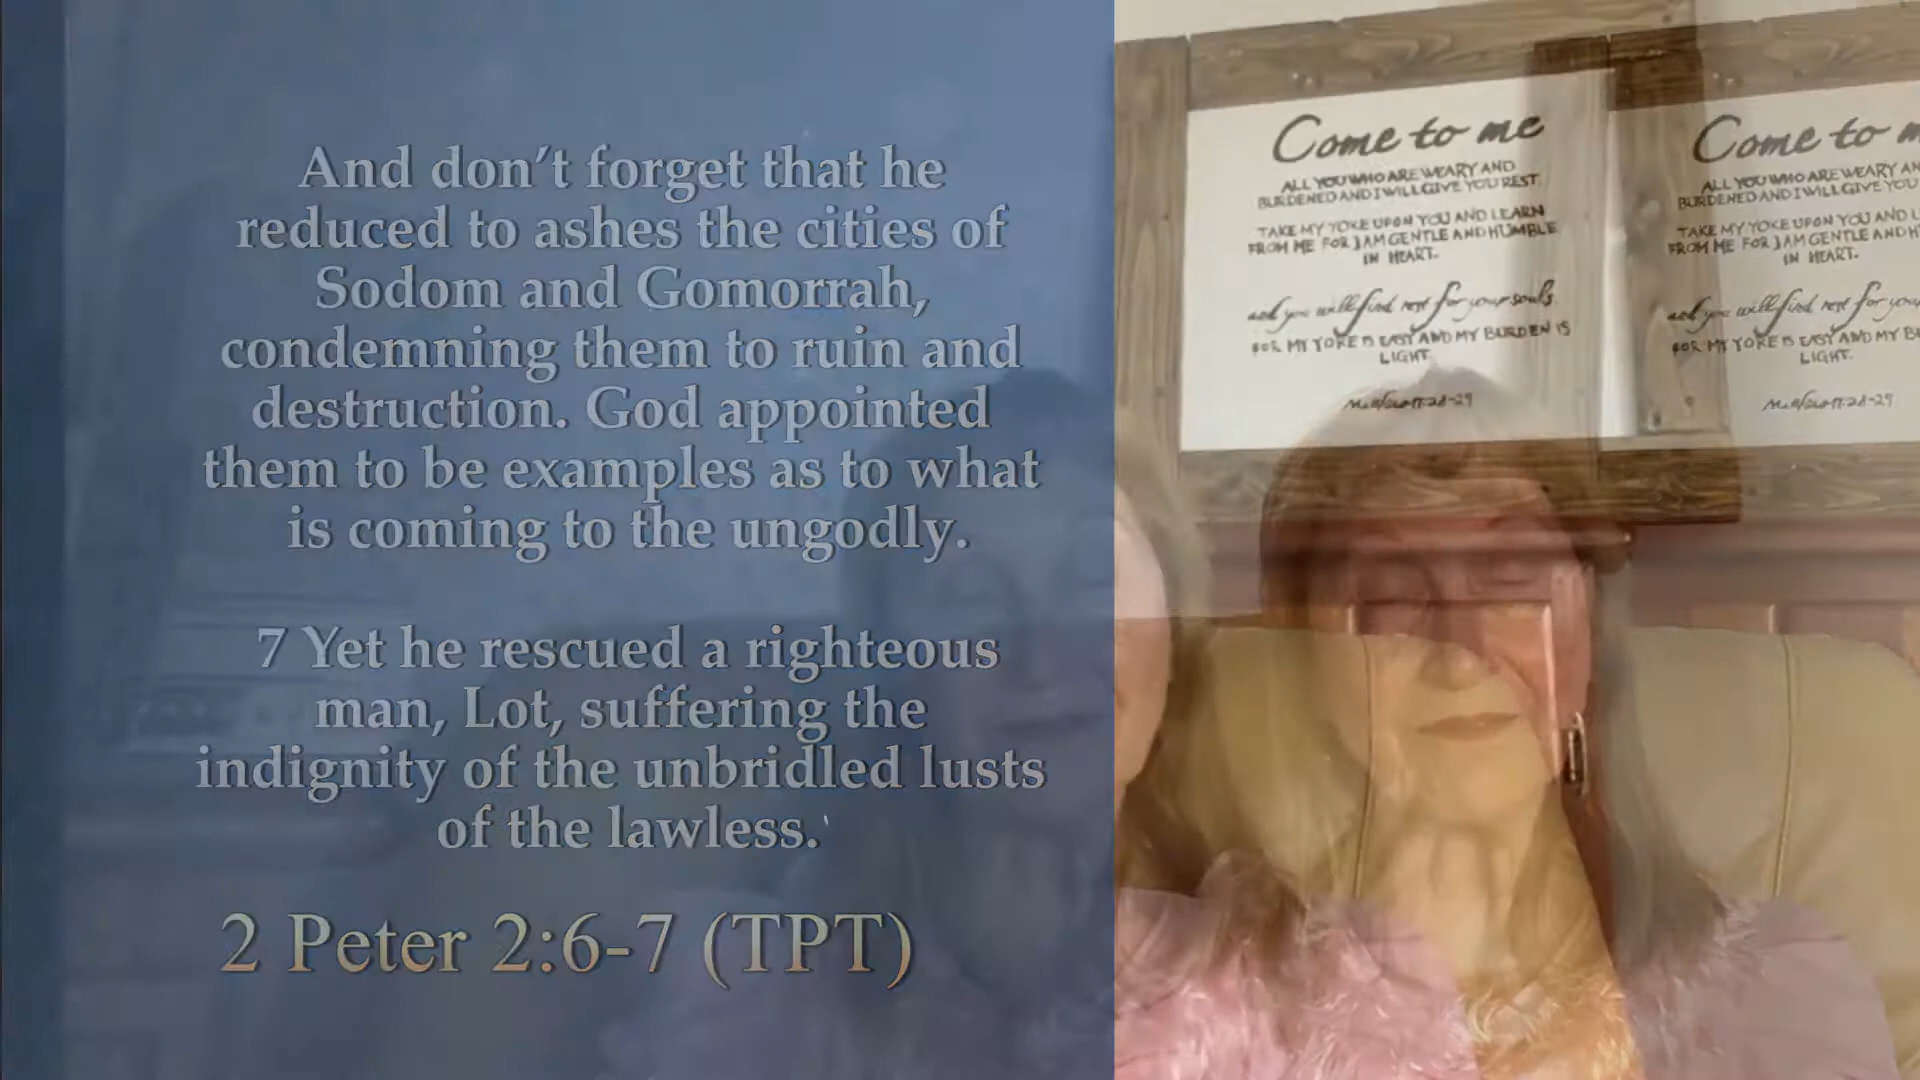 And don’t forget that he
reduced to ashes the cities of
Sodom and Gomorrah,
condemning them to ruin and
destruction. God appointed
them to be examples as to what
is coming to the ungodly.
7 Yet he rescued a righteous
man, Lot, suffering the
indignity of the unbridled lusts
of the lawless.
2 Peter 2:6-7 (TPT)
Come to me
ALL YOU WHO ARE WEARY AND
BURDENED AND I WILL GIVE YOU REST.
TAKE MY YOKE UPON YOU AND LEARN
FROM ME FOR I AM GENTLE AND HUMBLE
IN HEART.
and you will find rest for your souls.
FOR MY YOKE IS EASY AND MY BURDEN IS
LIGHT.
Come to
ALL YOU WHO ARE WEARY
BURDENED AND I WILL GIVE YOU
TAKE MY YOKE UPON YOU AND
FROM ME FOR I AM GENTLE AND
IN HEART.
and you will find rest for
FOR MY YOKE IS EASY AND MY
LIGHT.